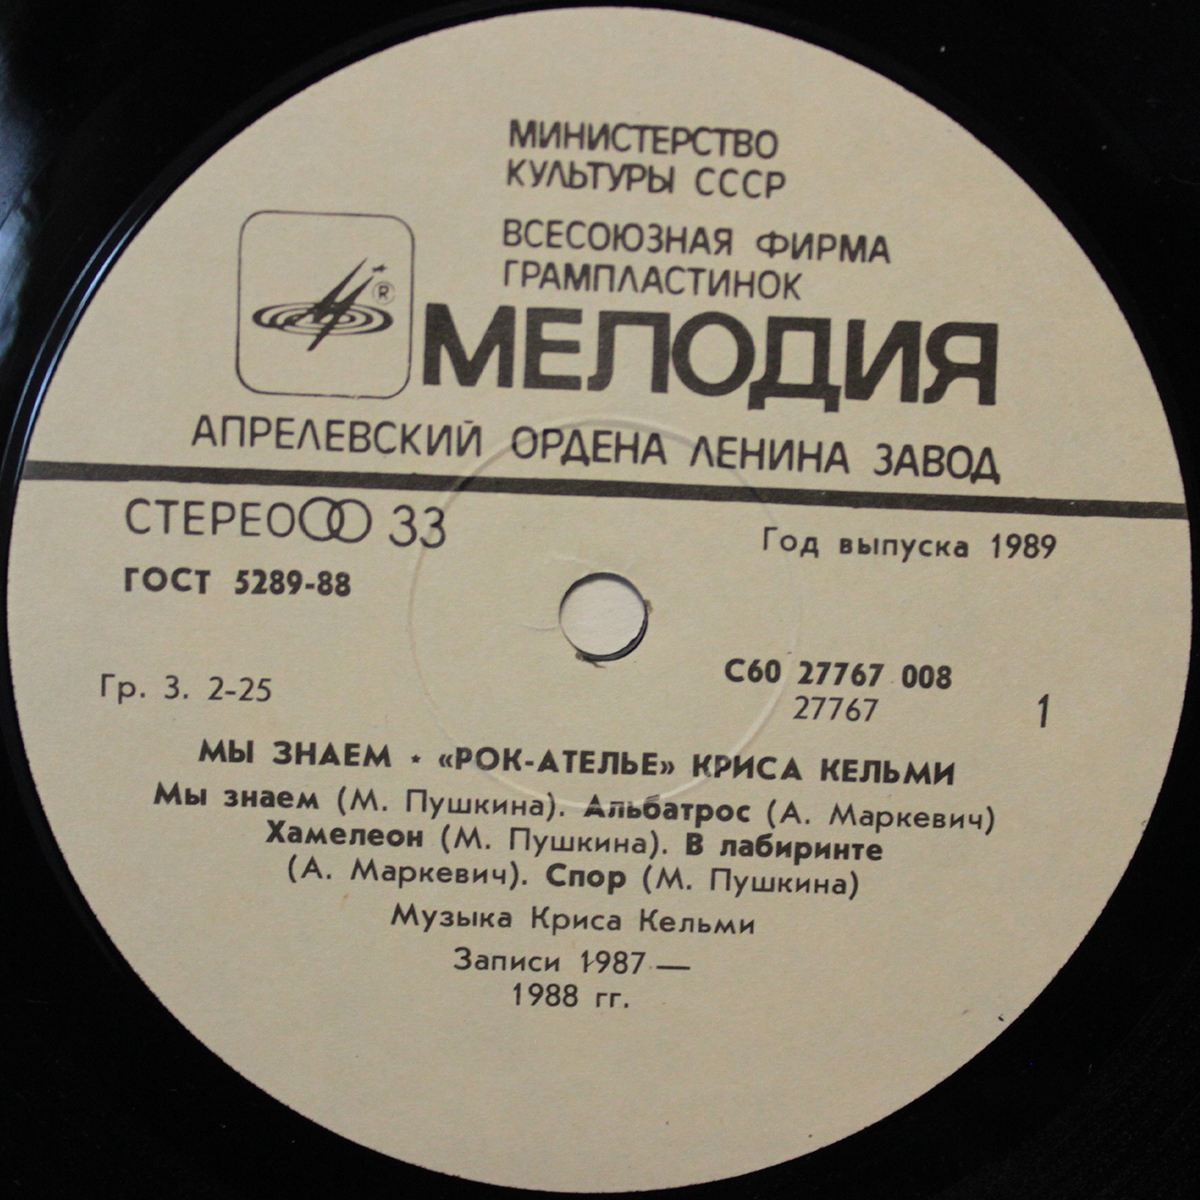 МИНИСТЕРСТВО
КУЛЬТУРЫ СССР
ВСЕСОЮЗНАЯ ФИРМА
ГРАМПЛАСТИНОК
®
МЕЛОДИЯ
АПРЕЛЕВСКИЙ ОРДЕНА ЛЕНИНА ЗАВОД
СТЕРЕО 33
Год выпуска 1989
ГОСТ 5289-88
С60 27767 008
Гр. 3. 2-25
27767
1
МЫ ЗНАЕМ ⋆ «РОК-АТЕЛЬЕ» КРИСА КЕЛЬМИ
Мы знаем (М. Пушкина). Альбатрос (А. Маркевич)
Хамелеон (М. Пушкина). В лабиринте
(А. Маркевич). Спор (М. Пушкина)
Музыка Криса Кельми
Записи 1987 —
1988 гг.